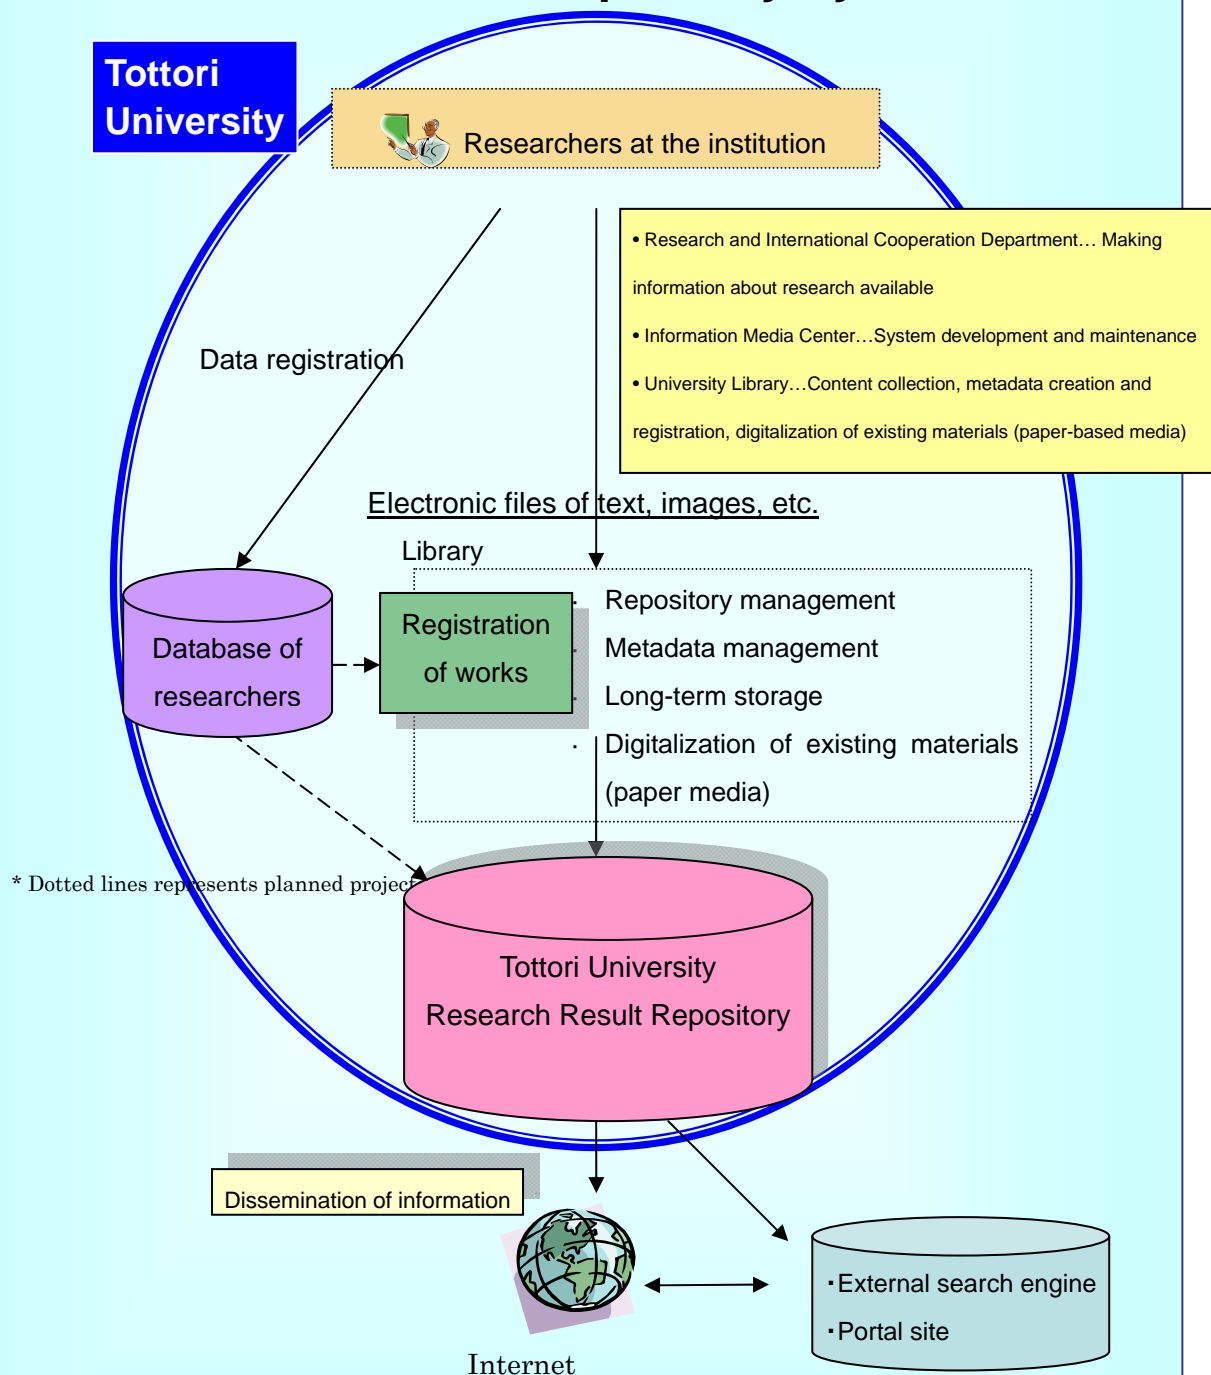 Tottori
University
Researchers at the institution
• Research and International Cooperation Department… Making
information about research available
• Information Media Center…System development and maintenance
• University Library…Content collection, metadata creation and
registration, digitalization of existing materials (paper-based media)
Data registration
Electronic files of text, images, etc.
Library
Database of
researchers
Registration
of works
· Repository management
· Metadata management
· Long-term storage
· Digitalization of existing materials
(paper media)
* Dotted lines represents planned project
Tottori University
Research Result Repository
Dissemination of information
Internet
・External search engine
・Portal site